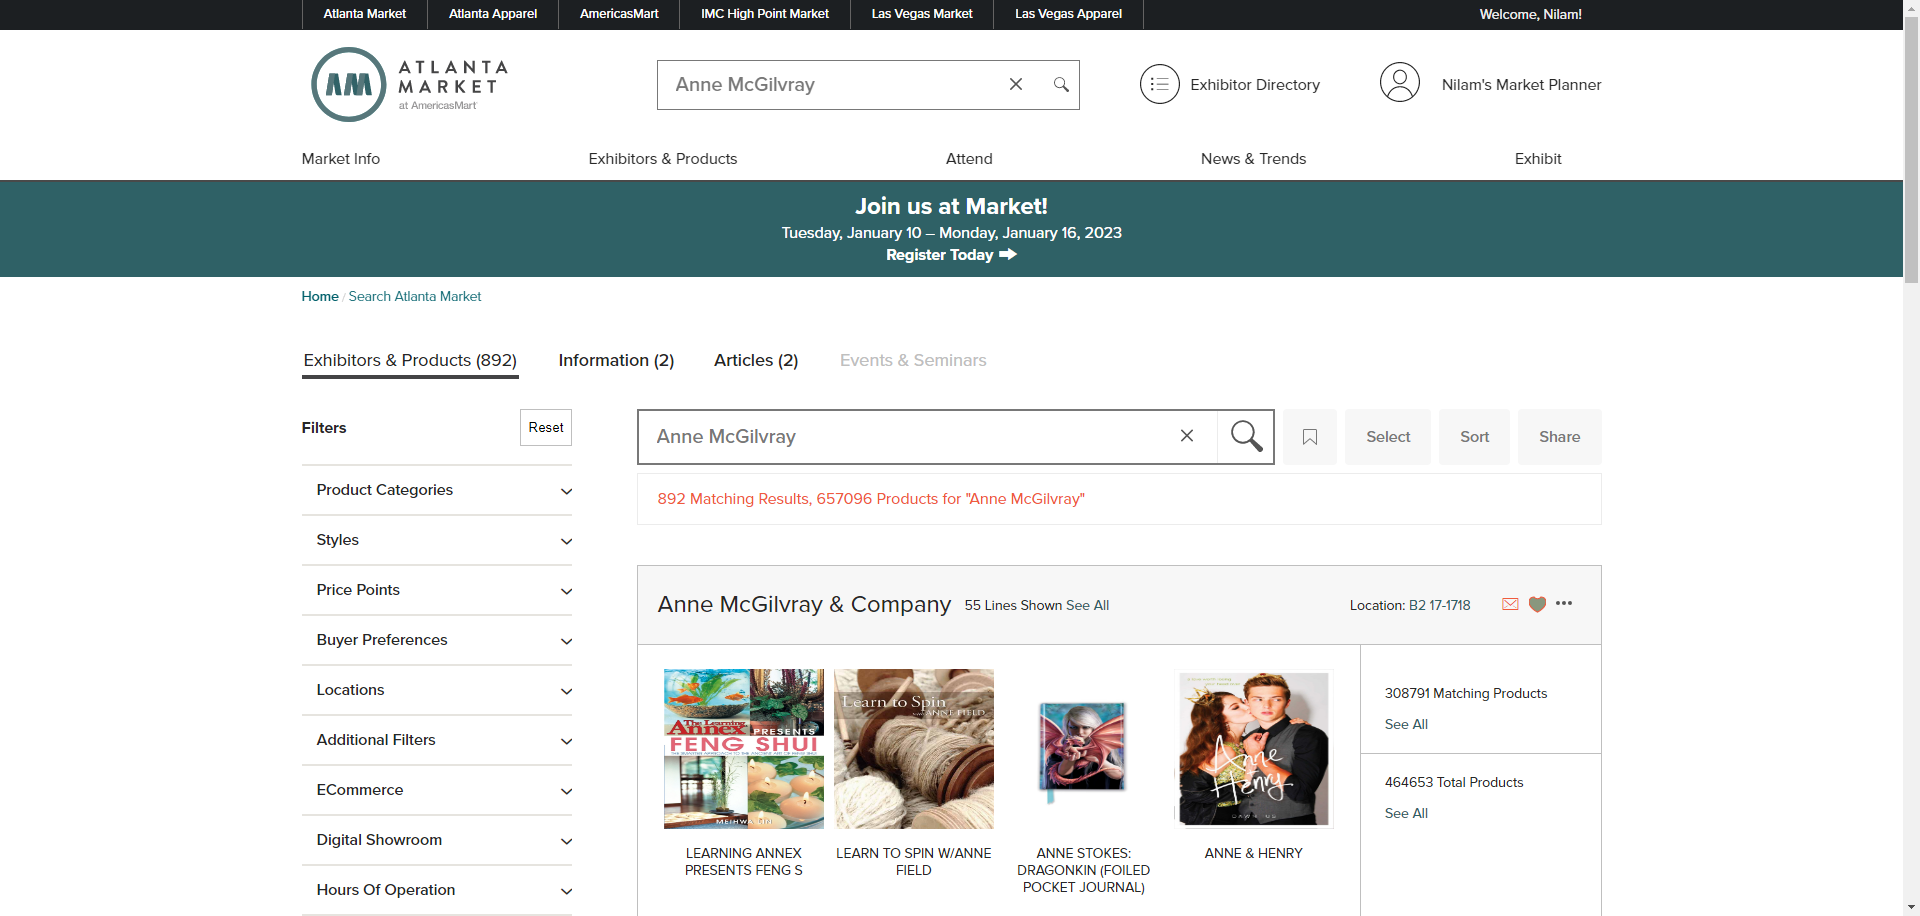 Atlanta Market
Atlanta Apparel
AmericasMart
IMC High Point Market
Las Vegas Market
Las Vegas Apparel
Welcome, Nilam!
AM
ATLANTA
MARKET
at AmericasMart
Anne McGilvray
Exhibitor Directory
Nilam's Market Planner
Market Info
Exhibitors & Products
Attend
News & Trends
Exhibit
Join us at Market!
Tuesday, January 10 – Monday, January 16, 2023
Register Today
Home / Search Atlanta Market
Exhibitors & Products (892)
Information (2)
Articles (2)
Events & Seminars
Filters
Reset
Product Categories
Styles
Price Points
Buyer Preferences
Locations
Additional Filters
ECommerce
Digital Showroom
Hours Of Operation
Anne McGilvray
Select
Sort
Share
892 Matching Results, 657096 Products for "Anne McGilvray"
Anne McGilvray & Company
55 Lines Shown See All
Location: B2 17-1718
The Learning
Annex PRESENTS
FENG SHUI
LEARNING ANNEX
PRESENTS FENG S
Learn to Spin
ANNE FIELD
LEARN TO SPIN W/ANNE
FIELD
ANNE STOKES:
DRAGONKIN (FOILED
POCKET JOURNAL)
Anne
Henry
ANNE & HENRY
308791 Matching Products
See All
464653 Total Products
See All